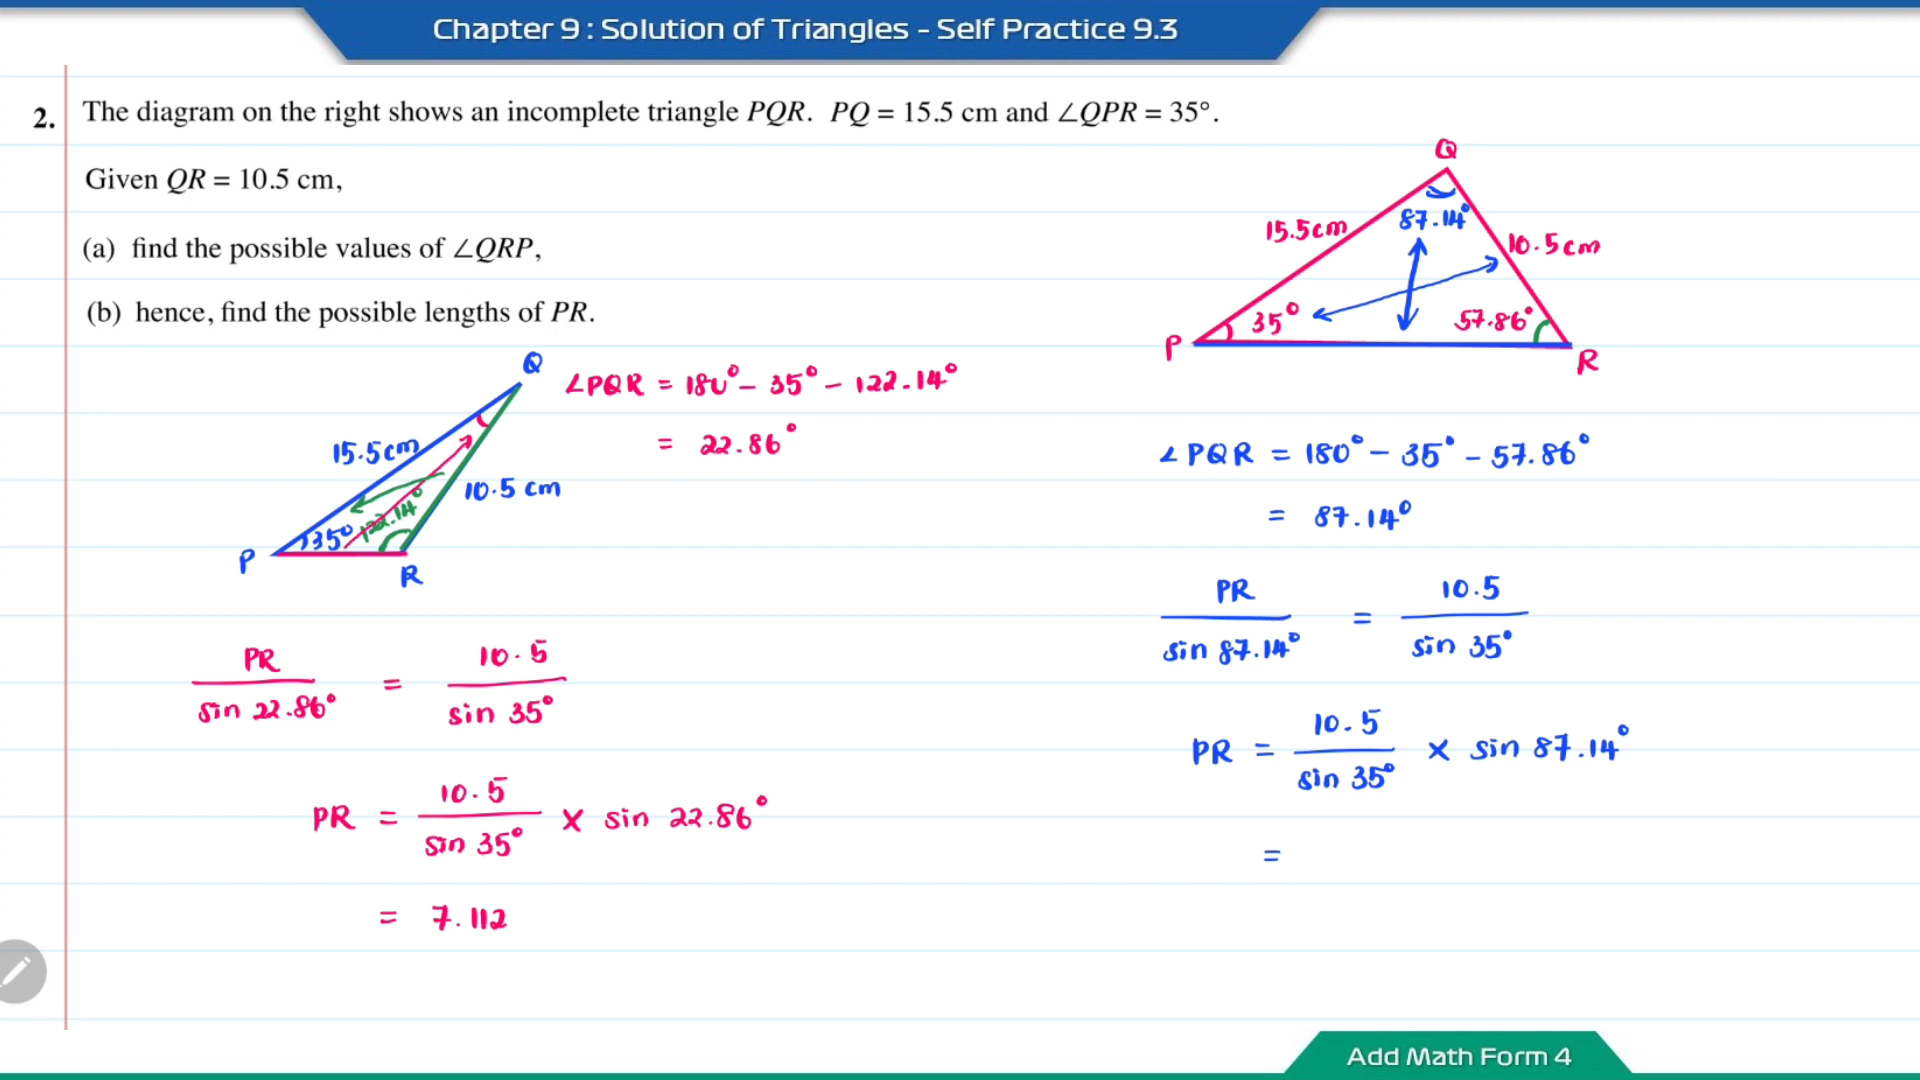 Chapter 9 : Solution of Triangles - Self Practice 9.3
2. The diagram on the right shows an incomplete triangle PQR. PQ = 15.5 cm and ∠QPR = 35°.
Given QR = 10.5 cm,
(a) find the possible values of ∠QRP,
(b) hence, find the possible lengths of PR.
Q
15.5cm
87.14°
10.5cm
35°
57.86°
P
R
Q
15.5cm
10.5 cm
35°
122.14°
P
R
∠PQR = 180° - 35° - 122.14°
= 22.86°
PR / sin 22.86° = 10.5 / sin 35°
PR = 10.5 / sin 35° × sin 22.86°
= 7.112
∠PQR = 180° - 35° - 57.86°
= 87.14°
PR / sin 87.14° = 10.5 / sin 35°
PR = 10.5 / sin 35° × sin 87.14°
=
Add Math Form 4